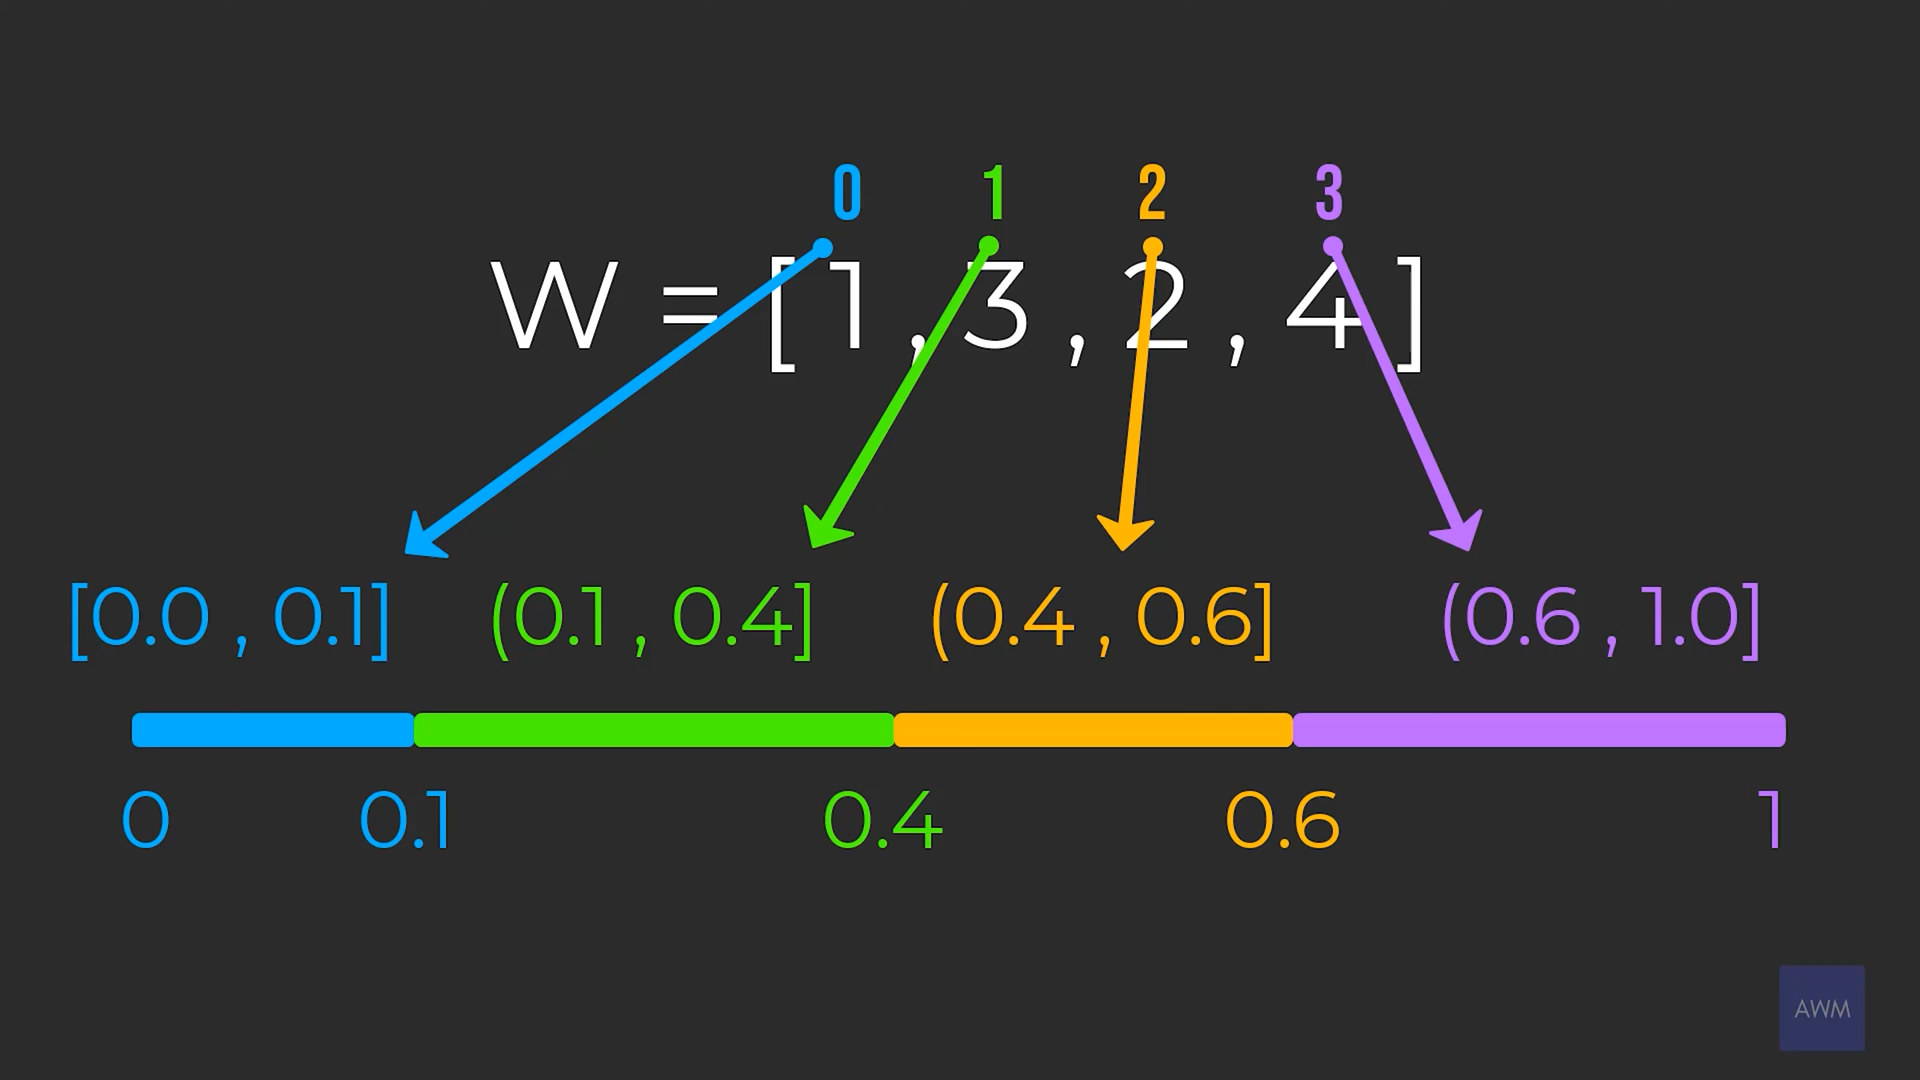 0 1 2 3
W = [ 1 , 3 , 2 , 4 ]
[0.0 , 0.1] (0.1 , 0.4] (0.4 , 0.6] (0.6 , 1.0]
0 0.1 0.4 0.6 1
AWM